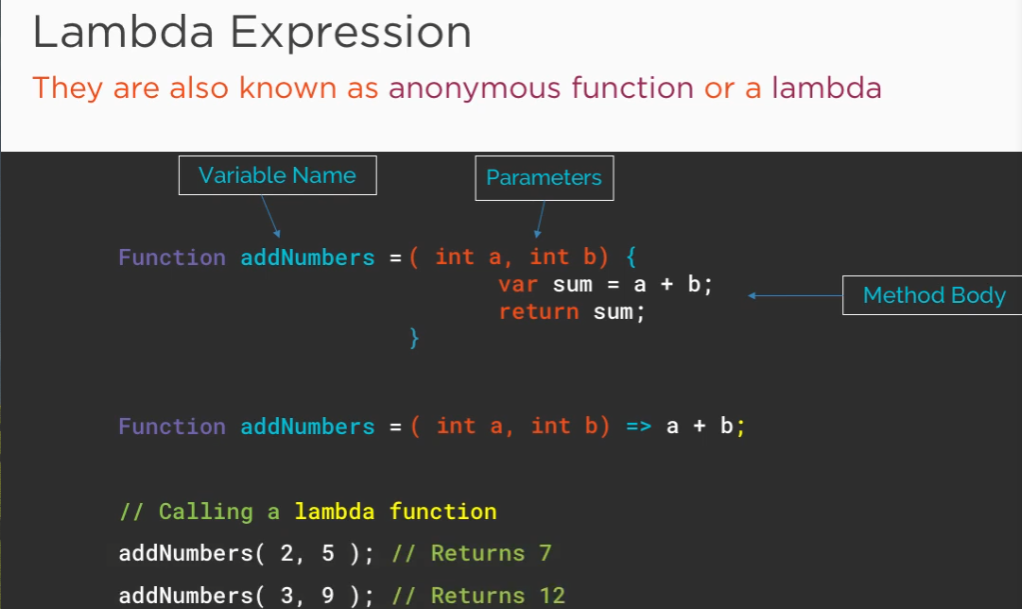 Lambda Expression
They are also known as anonymous function or a lambda
Variable Name
Parameters
Function addNumbers = ( int a, int b) {
var sum = a + b;
return sum;
}
Method Body
Function addNumbers = ( int a, int b) => a + b;
// Calling a lambda function
addNumbers( 2, 5 ); // Returns 7
addNumbers( 3, 9 ); // Returns 12